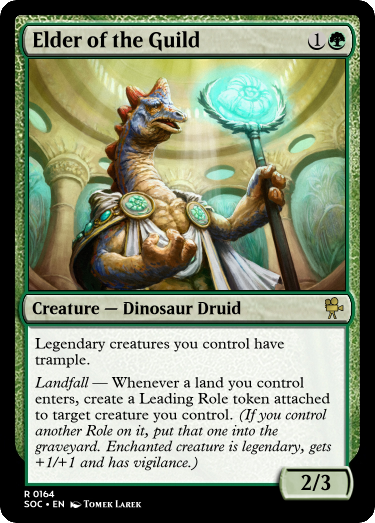 Elder of the Guild 1
Creature — Dinosaur Druid
Legendary creatures you control have
trample.
Landfall — Whenever a land you control
enters, create a Leading Role token attached
to target creature you control. (If you control
another Role on it, put that one into the
graveyard. Enchanted creature is legendary, gets
+1/+1 and has vigilance.)
2/3
R 0164
SOC • EN Tomek Larek